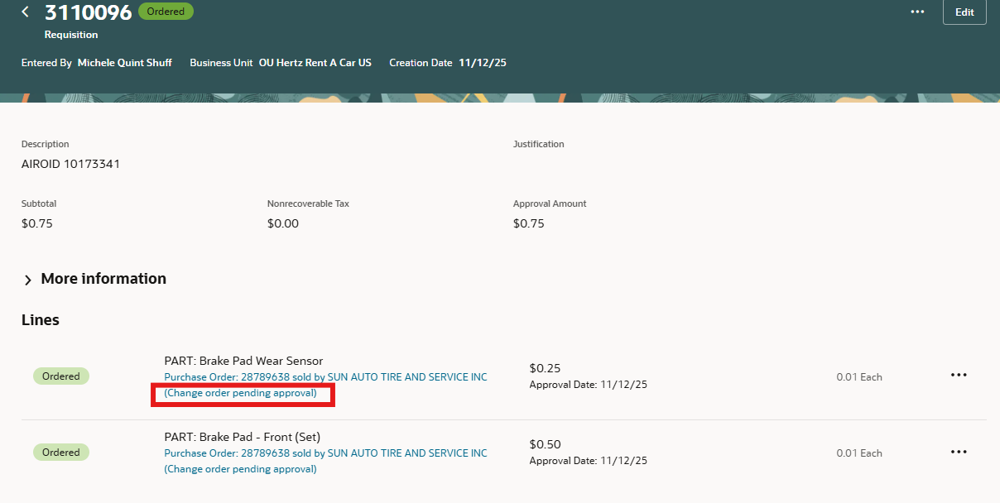 3110096 Ordered
Edit
Requisition
Entered By Michele Quint Shuff Business Unit OU Hertz Rent A Car US Creation Date 11/12/25
Description Justification
AIROID 10173341
Subtotal Nonrecoverable Tax Approval Amount
$0.75 $0.00 $0.75
More information
Lines
PART: Brake Pad Wear Sensor
Ordered Purchase Order: 28789638 sold by SUN AUTO TIRE AND SERVICE INC
(Change order pending approval)
$0.25
Approval Date: 11/12/25
0.01 Each
PART: Brake Pad - Front (Set)
Ordered Purchase Order: 28789638 sold by SUN AUTO TIRE AND SERVICE INC
(Change order pending approval)
$0.50
Approval Date: 11/12/25
0.01 Each